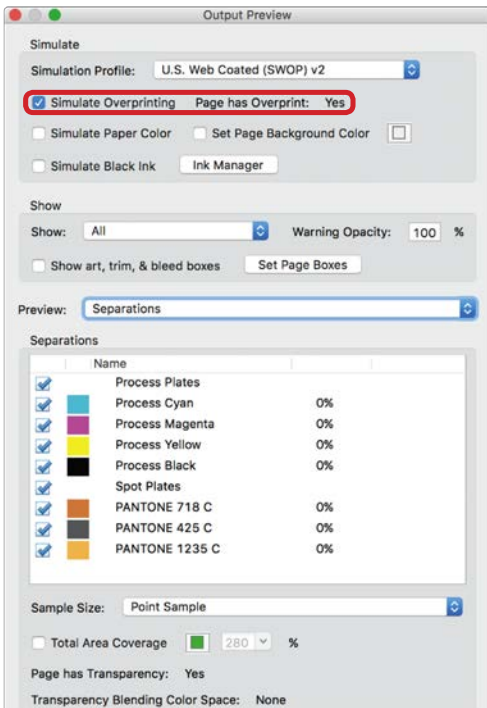 Output Preview
Simulate
Simulation Profile: U.S. Web Coated (SWOP) v2
Simulate Overprinting Page has Overprint: Yes
Simulate Paper Color Set Page Background Color
Simulate Black Ink Ink Manager
Show
Show: All Warning Opacity: 100 %
Show art, trim, & bleed boxes Set Page Boxes
Preview: Separations
Separations
Name
Process Plates
Process Cyan 0%
Process Magenta 0%
Process Yellow 0%
Process Black 0%
Spot Plates
PANTONE 718 C 0%
PANTONE 425 C 0%
PANTONE 1235 C 0%
Sample Size: Point Sample
Total Area Coverage 280 %
Page has Transparency: Yes
Transparency Blending Color Space: None